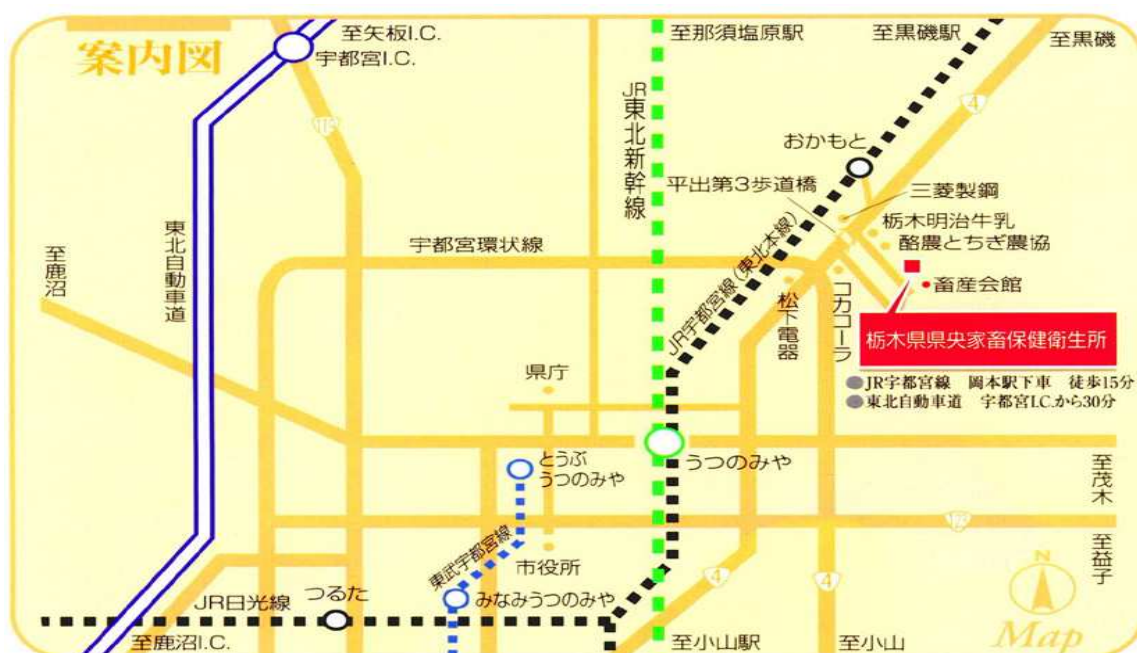 案内図
至矢板I.C.
宇都宮I.C.
至那須塩原駅
至黒磯駅
至黒磯
4
JR東北新幹線
おかもと
平出第3歩道橋
三菱製鋼
栃木明治牛乳
酪農とちぎ農協
畜産会館
宇都宮環状線
JR宇都宮線(東北本線)
東北自動車道
至鹿沼
松下電器
コカコーラ
栃木県県央家畜保健衛生所
●JR宇都宮線 岡本駅下車 徒歩15分
●東北自動車道 宇都宮I.C.から30分
県庁
とうぶ
うつのみや
うつのみや
至茂木
123
至益子
東武宇都宮線
市役所
4
4
N
JR日光線
つるた
みなみうつのみや
至鹿沼I.C.
至小山駅
至小山
Map